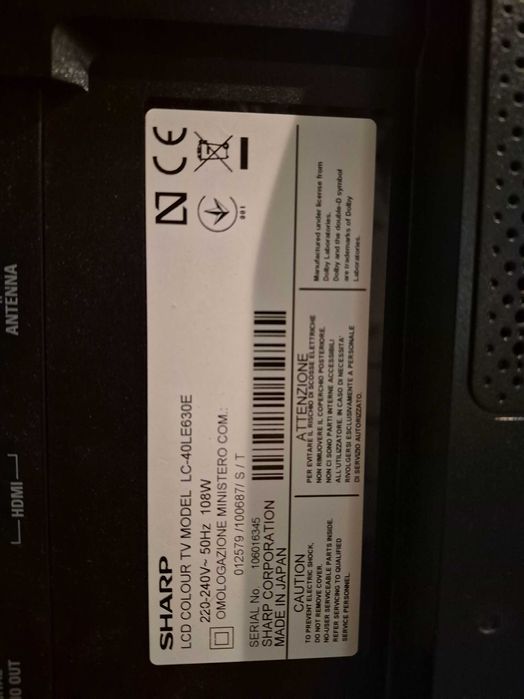 SHARP
LCD COLOUR TV MODEL LC-40LE630E
220-240V~ 50Hz 108W
OMOLOGAZIONE MINISTERO COM.:
012579 /100687/ S / T
SERIAL No. 106016345
SHARP CORPORATION
MADE IN JAPAN
N CE
001
CAUTION
TO PREVENT ELECTRIC SHOCK,
DO NOT REMOVE COVER.
NO USER SERVICEABLE PARTS INSIDE.
REFER SERVICING TO QUALIFIED
SERVICE PERSONNEL.
ATTENZIONE
PER EVITARE IL RISCHIO DI SCOSSE ELETTRICHE
NON RIMUOVERE IL COPERCHIO POSTERIORE.
NON CI SONO PARTI INTERNE ACCESSIBILI
ALL'UTILIZZATORE. IN CASO DI NECESSITA'
RIVOLGERSI ESCLUSIVAMENTE A PERSONALE
DI SERVIZIO AUTORIZZATO.
Manufactured under license from
Dolby Laboratories.
Dolby and the double-D symbol
are trademarks of Dolby
Laboratories.
HDMI
ANTENNA
OUT